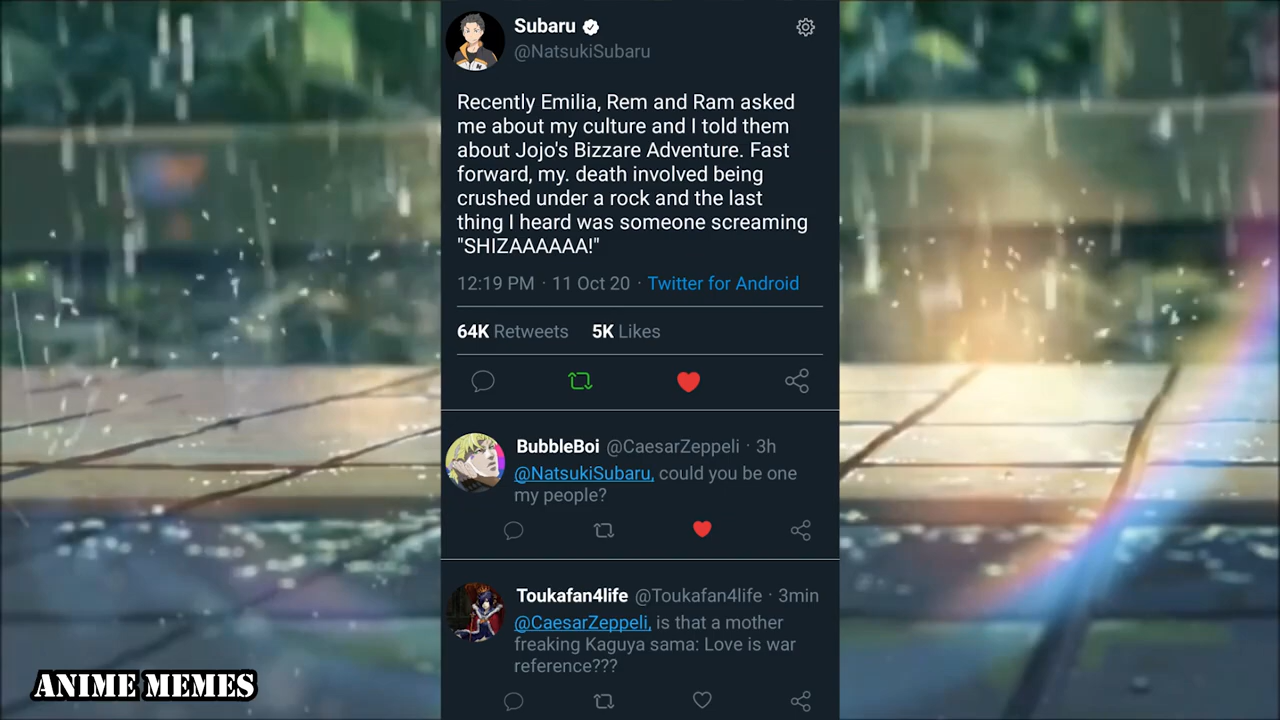 Subaru
@NatsukiSubaru
Recently Emilia, Rem and Ram asked
me about my culture and I told them
about Jojo's Bizzare Adventure. Fast
forward, my. death involved being
crushed under a rock and the last
thing I heard was someone screaming
"SHIZAAAAAA!"
12:19 PM · 11 Oct 20 · Twitter for Android
64K Retweets 5K Likes
BubbleBoi @CaesarZeppeli · 3h
@NatsukiSubaru, could you be one
my people?
Toukafan4life @Toukafan4life · 3min
@CaesarZeppeli, is that a mother
freaking Kaguya sama: Love is war
reference???
ANIME MEMES